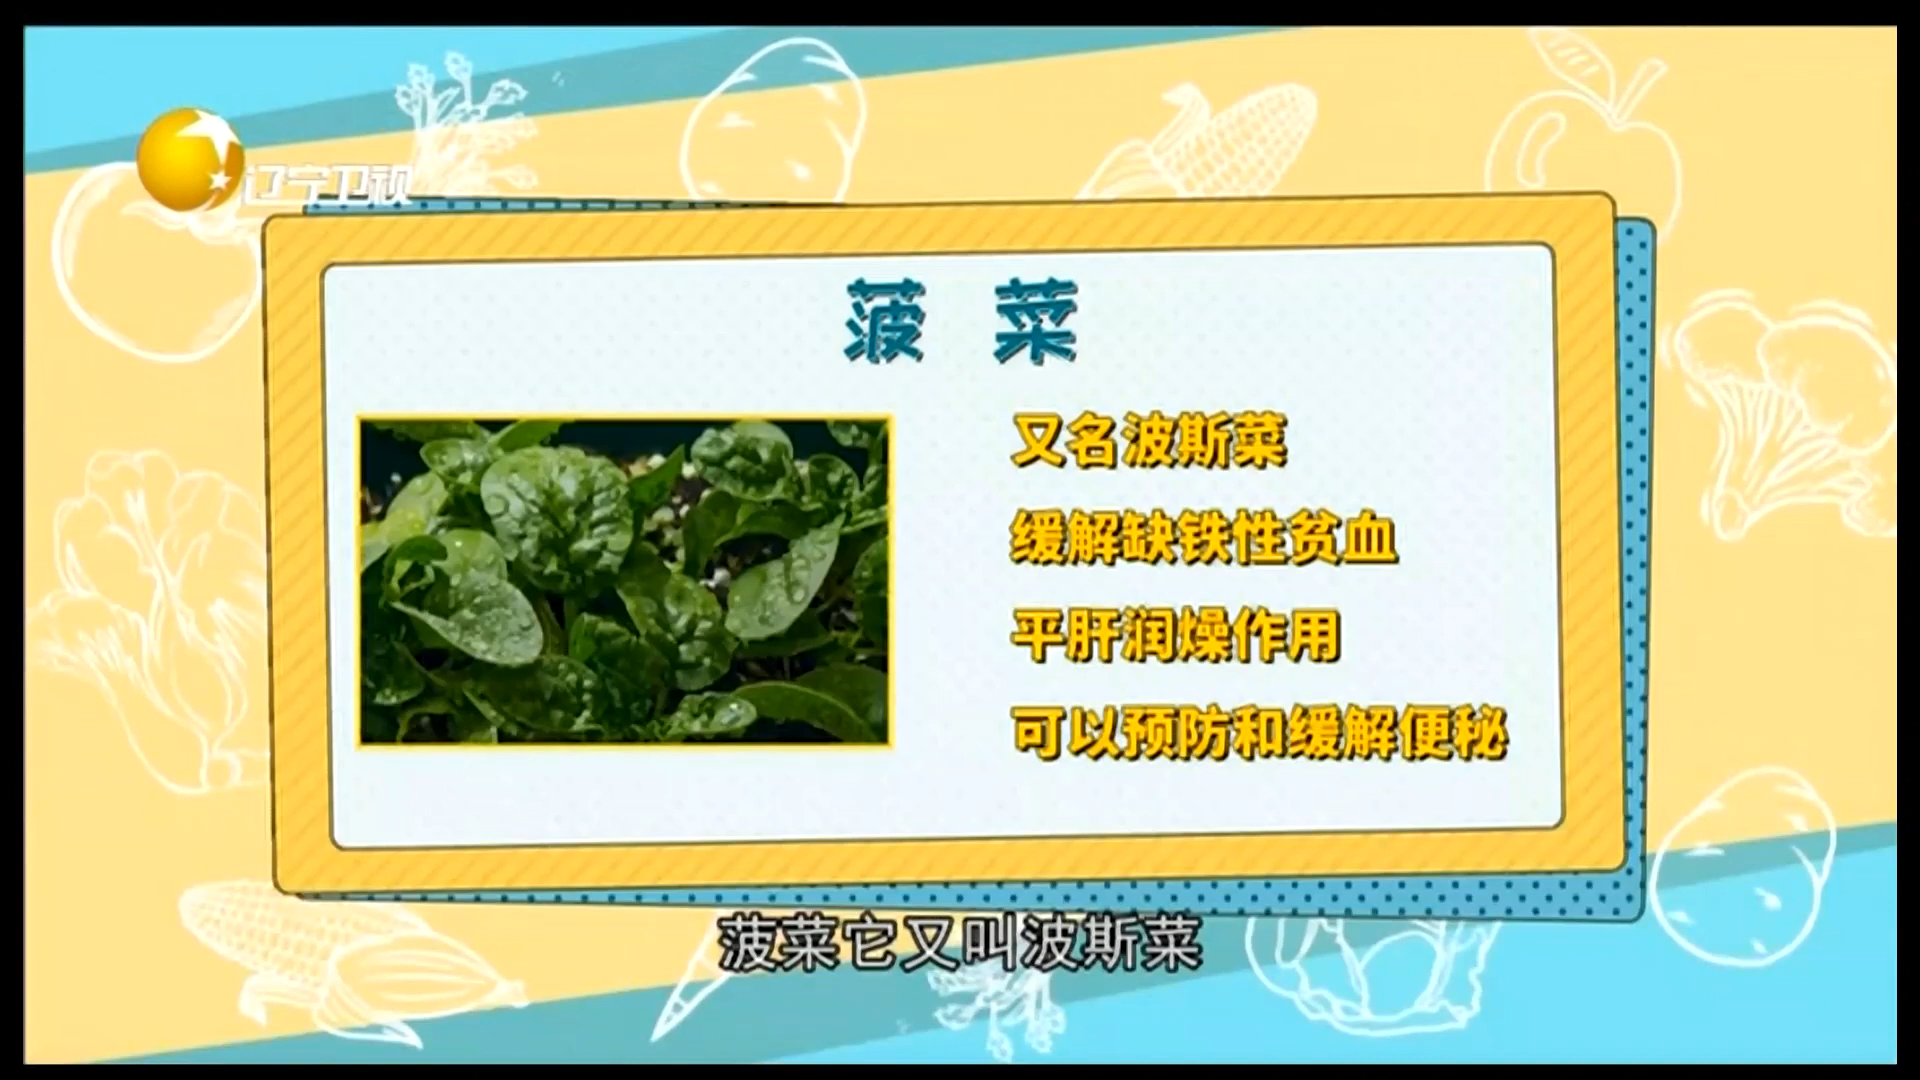 辽宁卫视
菠菜
又名波斯菜
缓解缺铁性贫血
平肝润燥作用
可以预防和缓解便秘
菠菜它又叫波斯菜